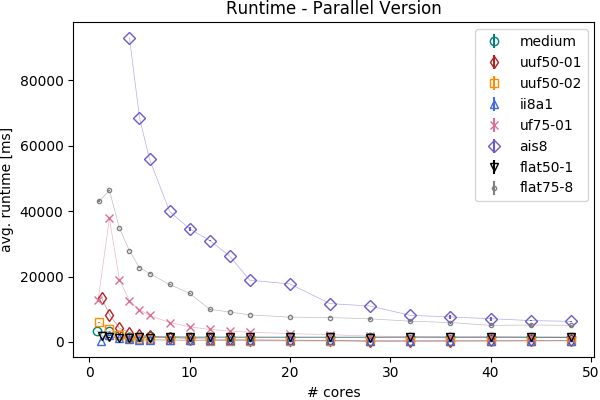 Runtime - Parallel Version
avg. runtime [ms]
80000
60000
40000
20000
0
0
10
20
30
40
50
# cores
medium
uuf50-01
uuf50-02
ii8a1
uf75-01
ais8
flat50-1
flat75-8